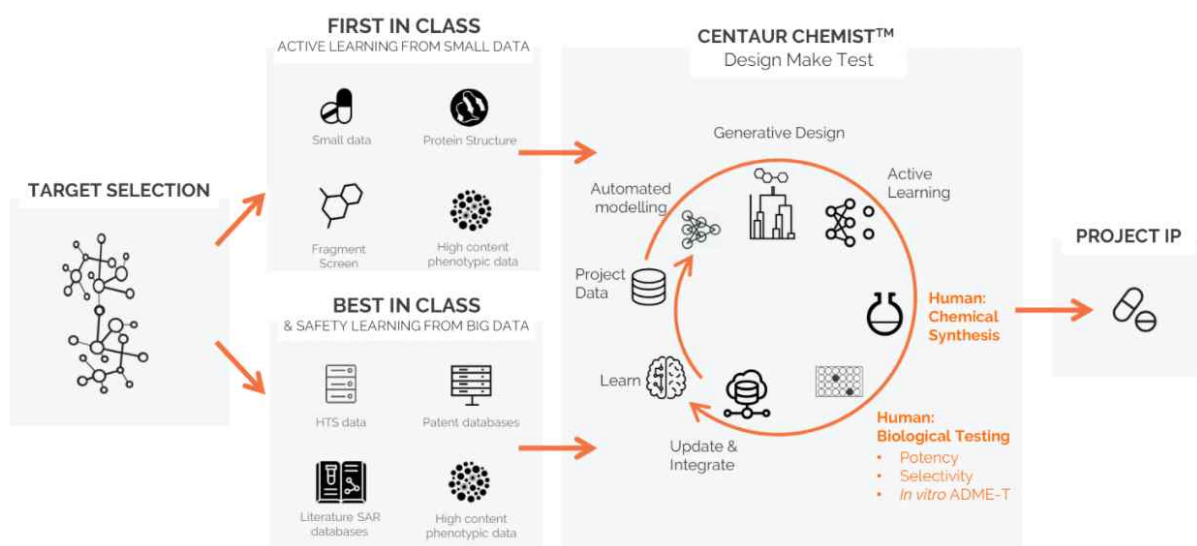 TARGET SELECTION
FIRST IN CLASS
ACTIVE LEARNING FROM SMALL DATA
Small data
Protein Structure
Fragment
Screen
High content
phenotypic data
BEST IN CLASS
& SAFETY LEARNING FROM BIG DATA
HTS data
Patent databases
Literature SAR
databases
High content
phenotypic data
CENTAUR CHEMIST™
Design Make Test
Generative Design
Automated
modelling
Active
Learning
Project
Data
Human:
Chemical
Synthesis
Learn
Update &
Integrate
Human:
Biological Testing
• Potency
• Selectivity
• In vitro ADME-T
PROJECT IP